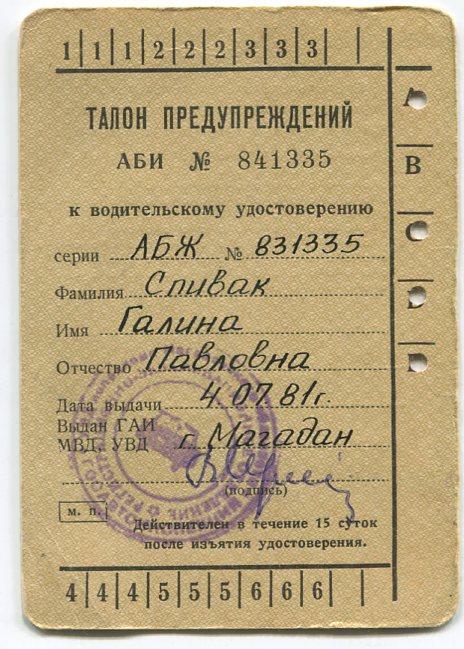 1 1 1 2 2 2 3 3 3
ТАЛОН ПРЕДУПРЕЖДЕНИЙ
АБИ № 841335
В
к водительскому удостоверению
серии АБЖ № 831335
Фамилия Спивак
Имя Галина
Отчество Павловна
Дата выдачи 4.07.81г.
Выдан ГАИ
МВД, УВД г. Магадан
(подпись)
м. п.
Действителен в течение 15 суток
после изъятия удостоверения.
4 4 4 5 5 5 6 6 6